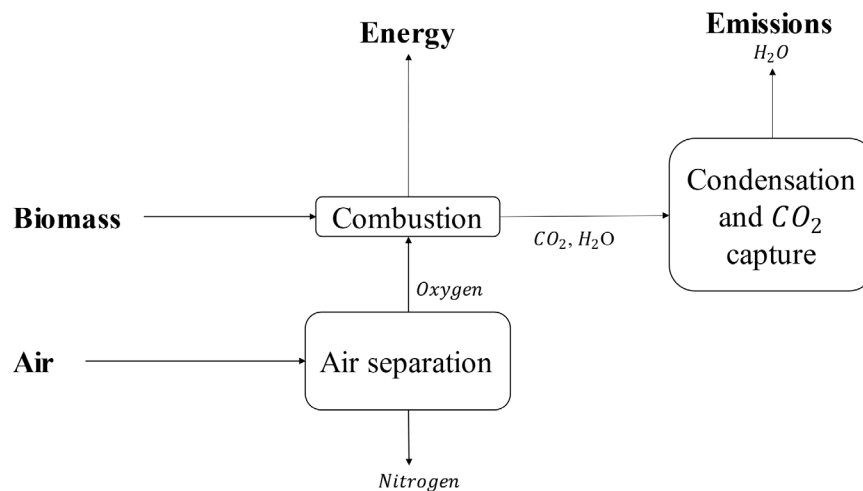 Energy
Emissions
H₂O
Biomass
Combustion
CO₂, H₂O
Condensation
and CO₂
capture
Oxygen
Air
Air separation
Nitrogen